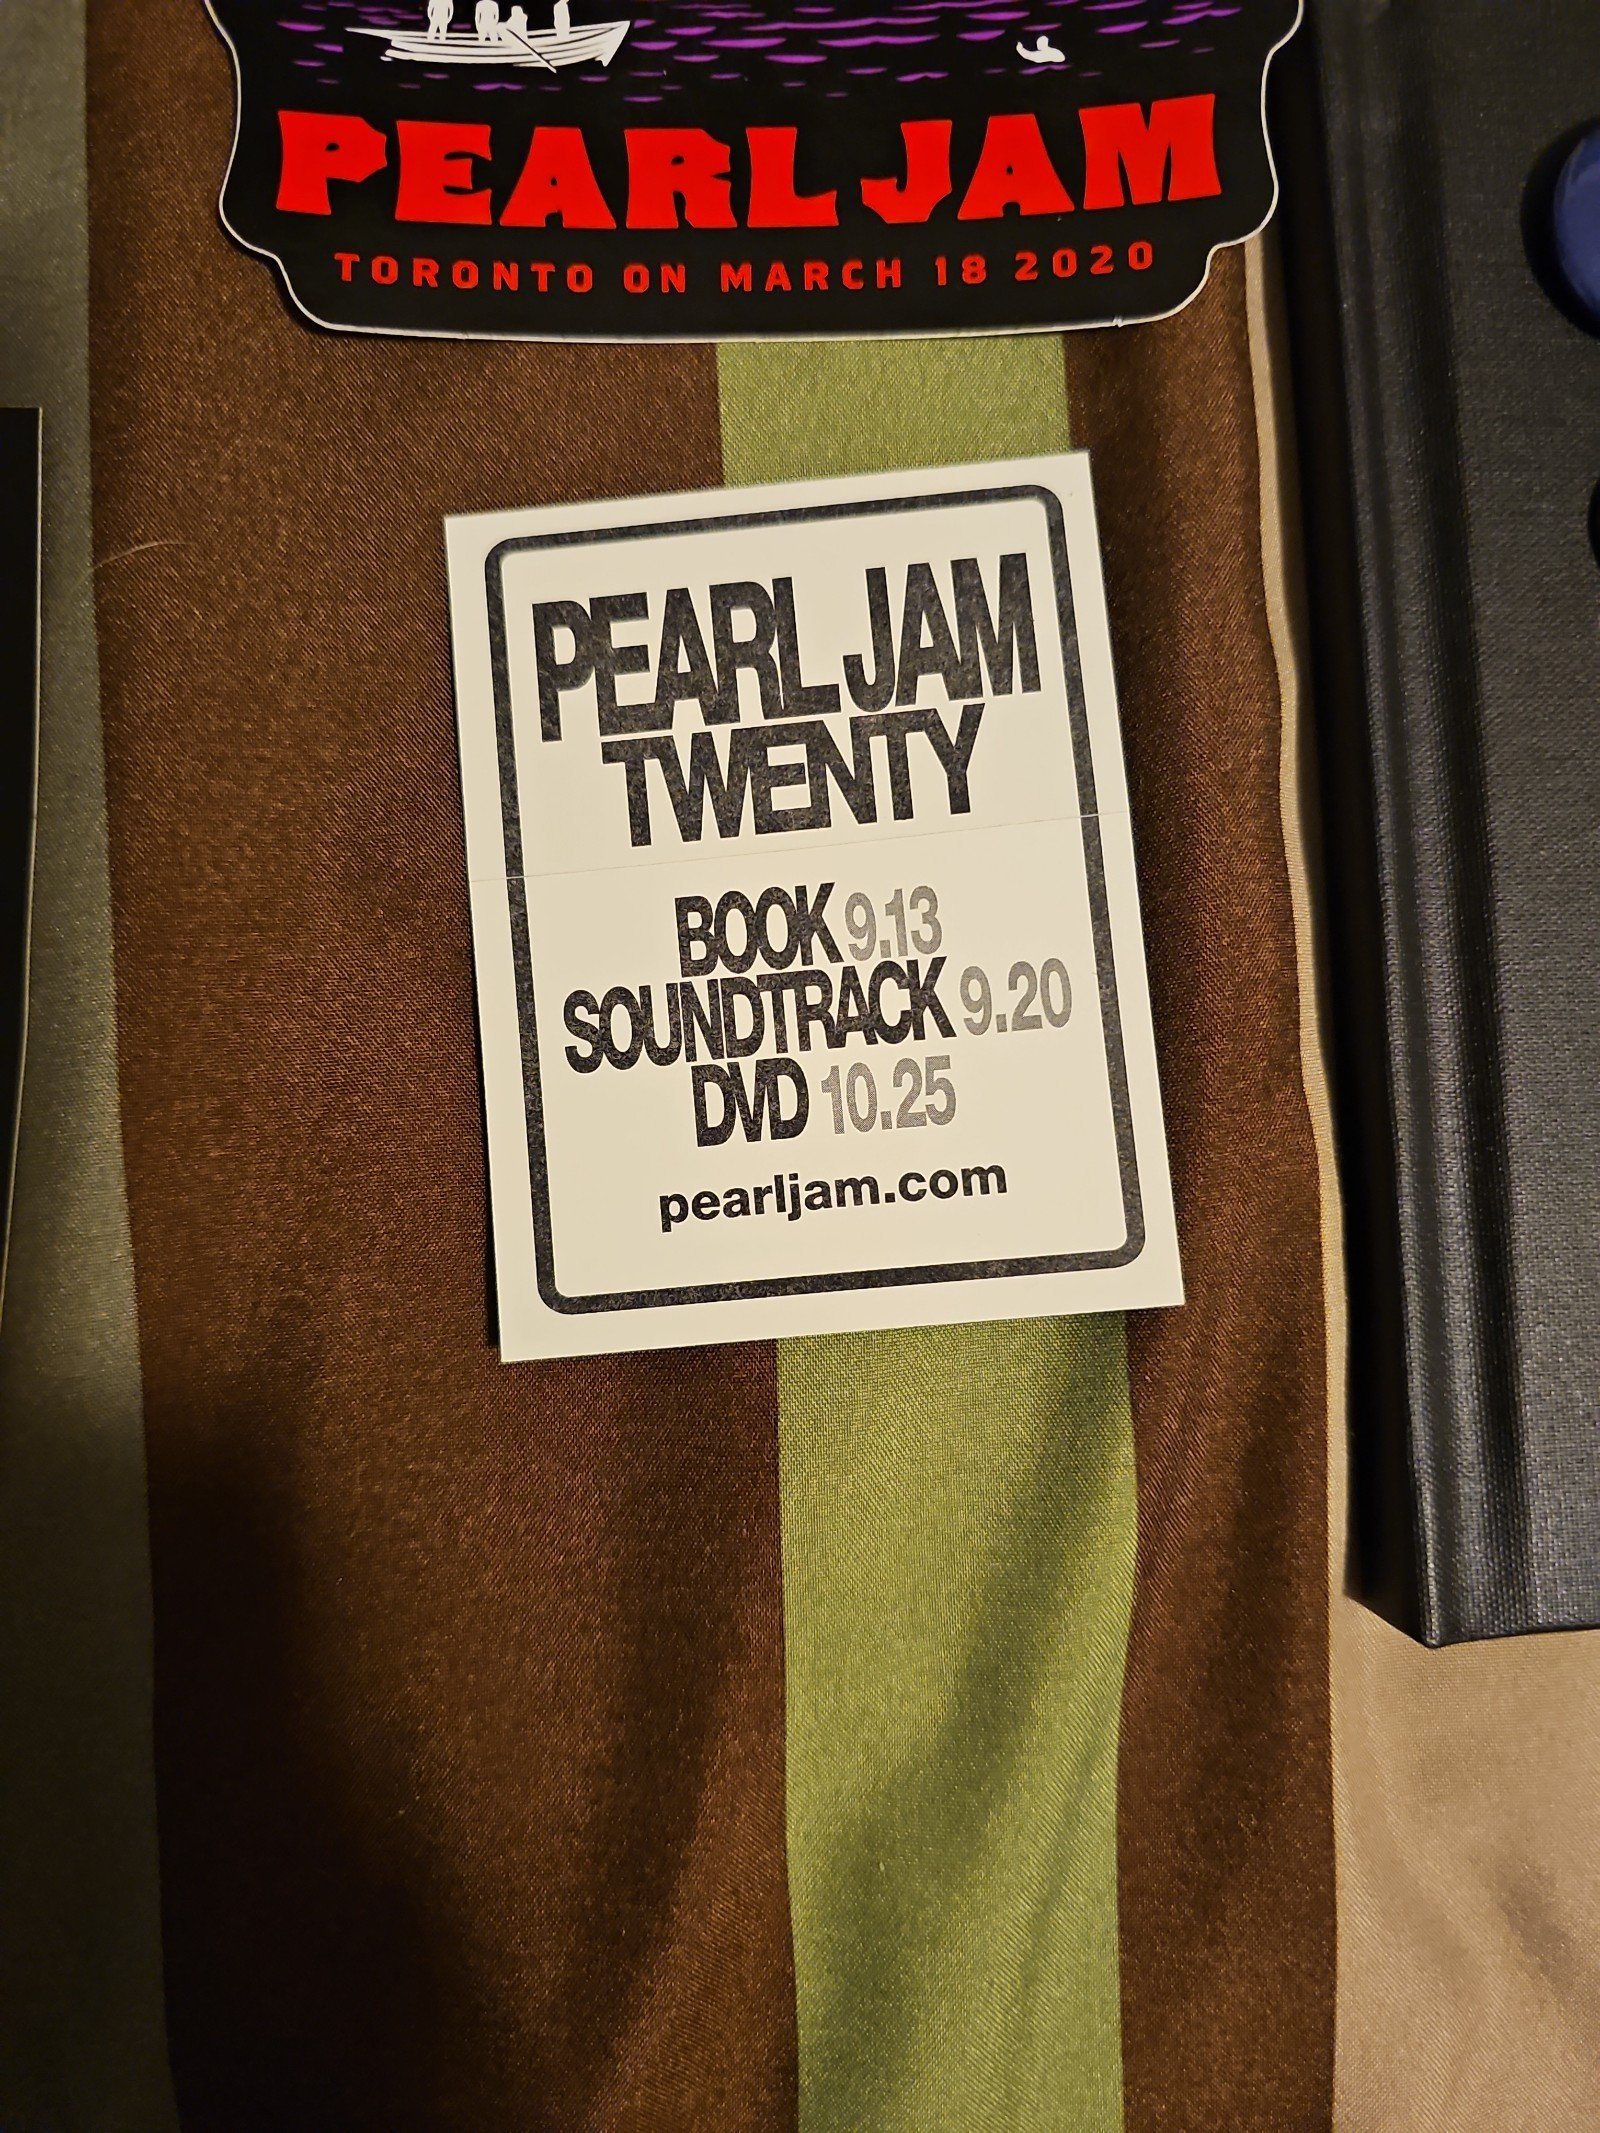 PEARL JAM
TORONTO ON MARCH 18 2020
PEARL JAM
TWENTY
BOOK 9.13
SOUNDTRACK 9.20
DVD 10.25
pearljam.com